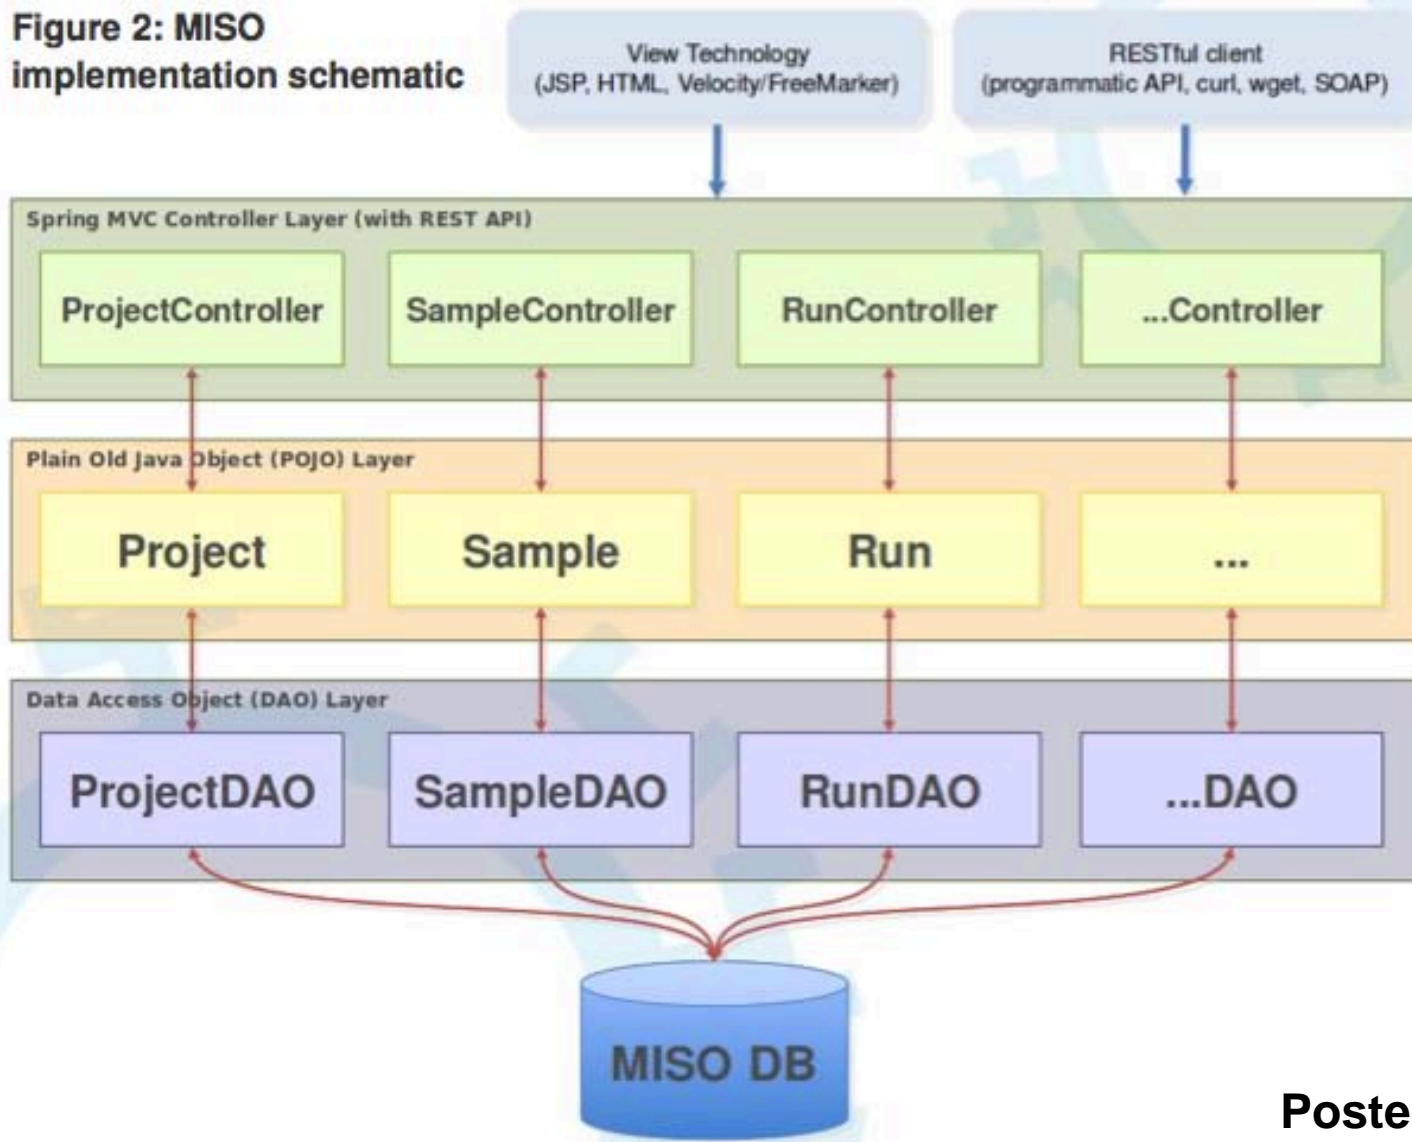 Figure 2: MISO
implementation schematic
View Technology
(JSP, HTML, Velocity/FreeMarker)
RESTful client
(programmatic API, curl, wget, SOAP)
Spring MVC Controller Layer (with REST API)
ProjectController
SampleController
RunController
...Controller
Plain Old Java Object (POJO) Layer
Project
Sample
Run
...
Data Access Object (DAO) Layer
ProjectDAO
SampleDAO
RunDAO
...DAO
MISO DB
Poste